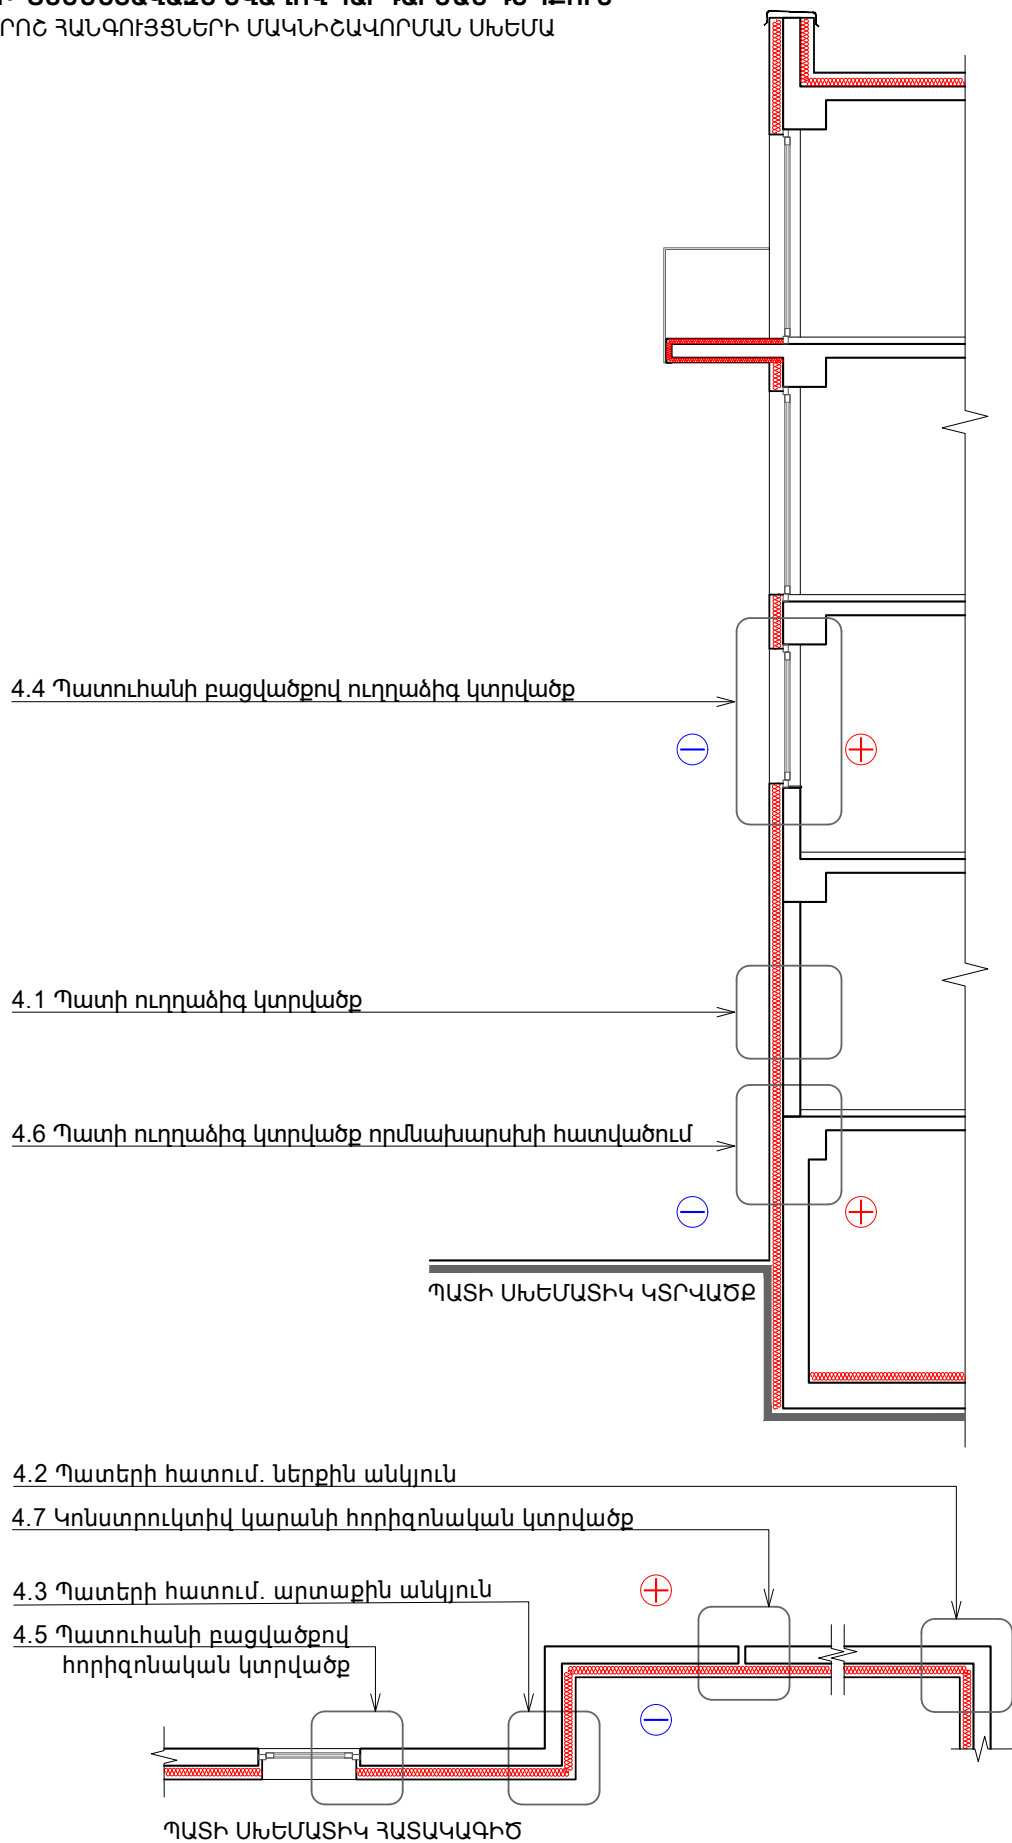 ՐՈՇ ՀԱՆԳՈՒՅՑՆԵՐԻ ՄԱԿՆԻՇԱՎՈՐՄԱՆ ՍԽԵՄԱ
4.4 Պատուհանի բացվածքով ուղղաձիգ կտրվածք
4.1 Պատի ուղղաձիգ կտրվածք
4.6 Պատի ուղղաձիգ կտրվածք որմնախարսխի հատվածում
ՊԱՏԻ ՍԽԵՄԱՏԻԿ ԿՏՐՎԱԾՔ
4.2 Պատերի հատում. ներքին անկյուն
4.7 Կոնստրուկտիվ կարանի հորիզոնական կտրվածք
4.3 Պատերի հատում. արտաքին անկյուն
4.5 Պատուհանի բացվածքով
հորիզոնական կտրվածք
ՊԱՏԻ ՍԽԵՄԱՏԻԿ ՀԱՏԱԿԱԳԻԾ